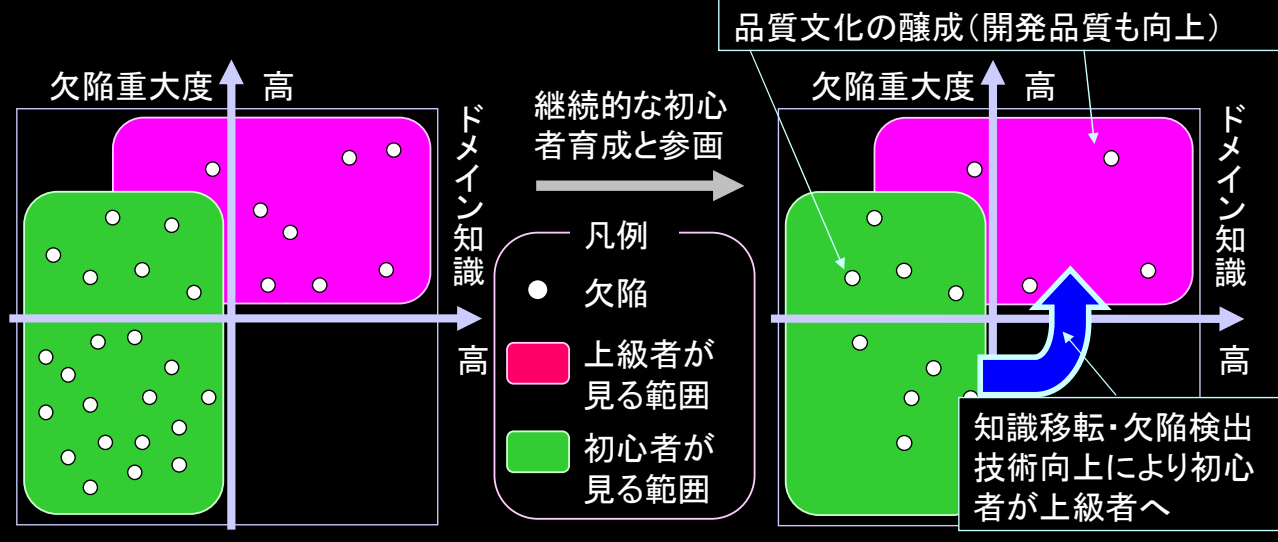 品質文化の醸成(開発品質も向上)
欠陥重大度
高
ドメイン知識
高
継続的な初心
者育成と参画
凡例
欠陥
上級者が
見る範囲
初心者が
見る範囲
欠陥重大度
高
ドメイン知識
高
知識移転・欠陥検出
技術向上により初心
者が上級者へ